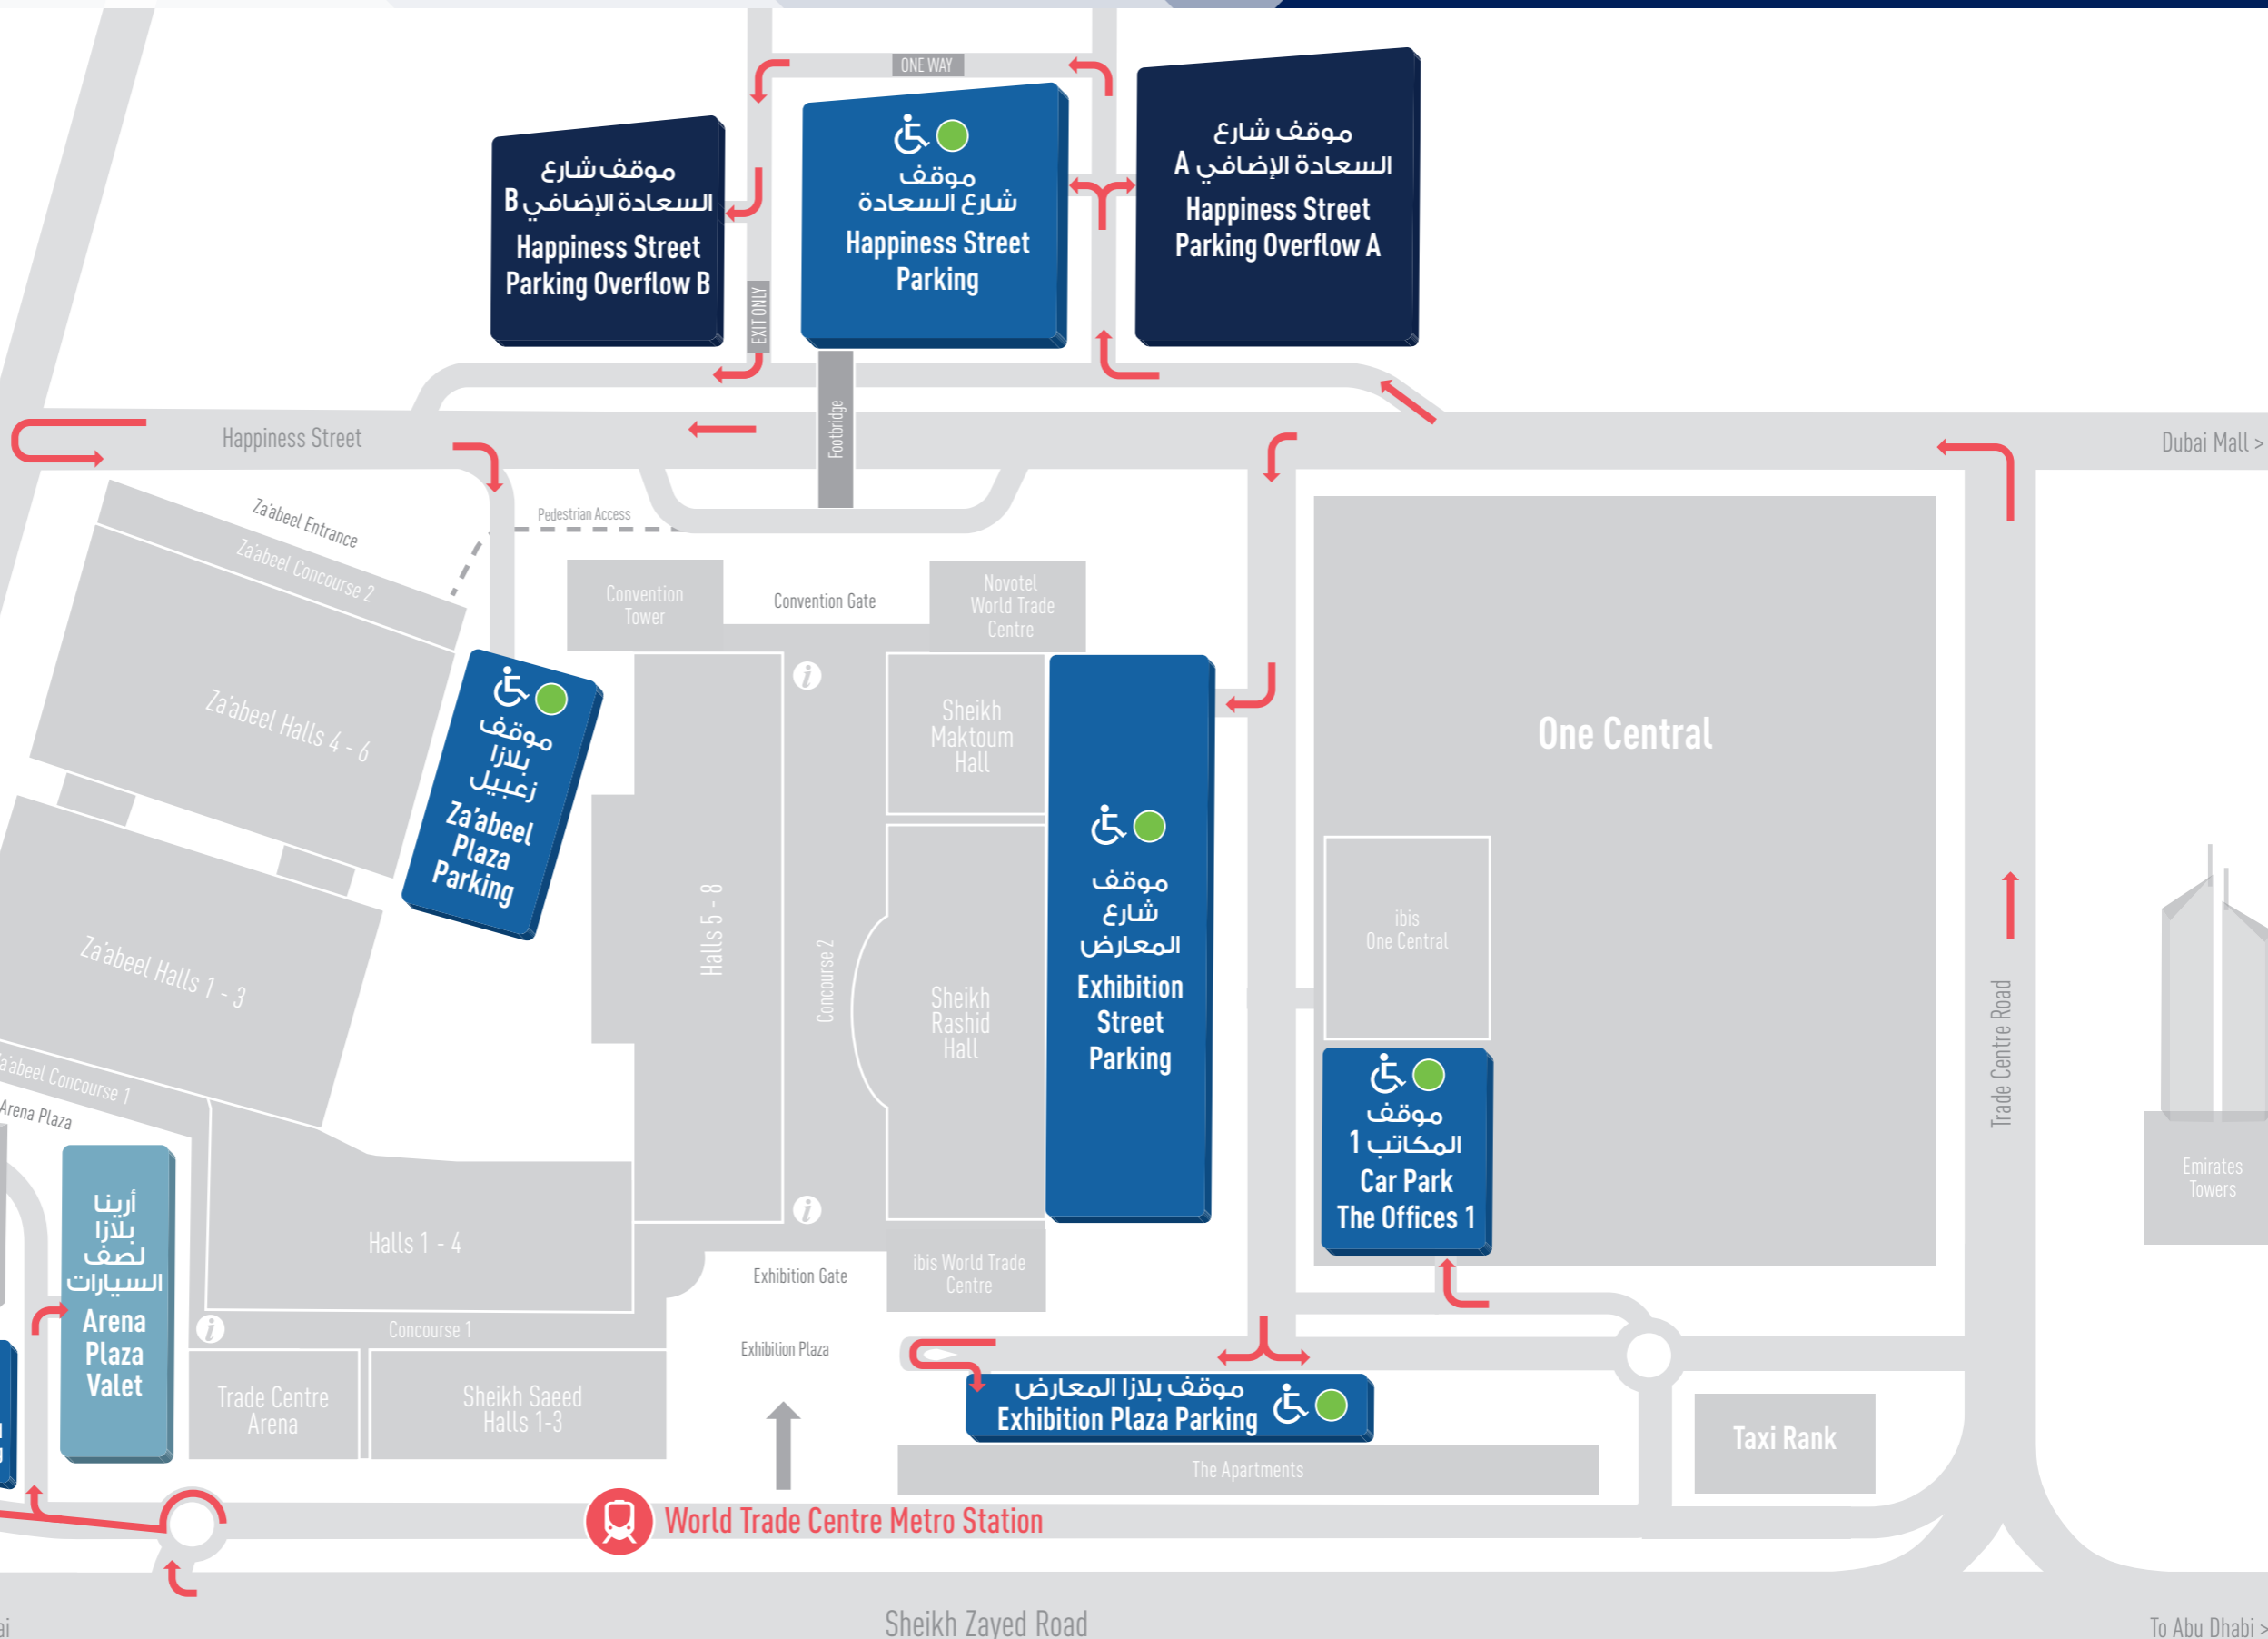 ONE WAY
موقف شارع
السعادة الإضافي B
Happiness Street
Parking Overflow B
موقف
شارع السعادة
Happiness Street
Parking
موقف شارع
السعادة الإضافي A
Happiness Street
Parking Overflow A
EXIT ONLY
Footbridge
Happiness Street
Dubai Mall >
Za'abeel Entrance
Za'abeel Concourse 2
Pedestrian Access
Convention
Tower
Convention Gate
Novotel
World Trade
Centre
Za'abeel Halls 4 - 6
موقف
بلازا
زعبيل
Za'abeel
Plaza
Parking
Sheikh
Maktoum
Hall
One Central
Halls 5 - 8
Concourse 2
موقف
شارع
المعارض
Exhibition
Street
Parking
ibis
One Central
Za'abeel Halls 1 - 3
Sheikh
Rashid
Hall
Trade Centre Road
a'abeel Concourse 1
Arena Plaza
موقف
المكاتب 1
Car Park
The Offices 1
Emirates
Towers
أرينا
بلازا
لصف
السيارات
Arena
Plaza
Valet
Halls 1 - 4
Exhibition Gate
ibis World Trade
Centre
Concourse 1
Exhibition Plaza
Trade Centre
Arena
Sheikh Saeed
Halls 1-3
موقف بلازا المعارض
Exhibition Plaza Parking
Taxi Rank
The Apartments
World Trade Centre Metro Station
Sheikh Zayed Road
ai
To Abu Dhabi >